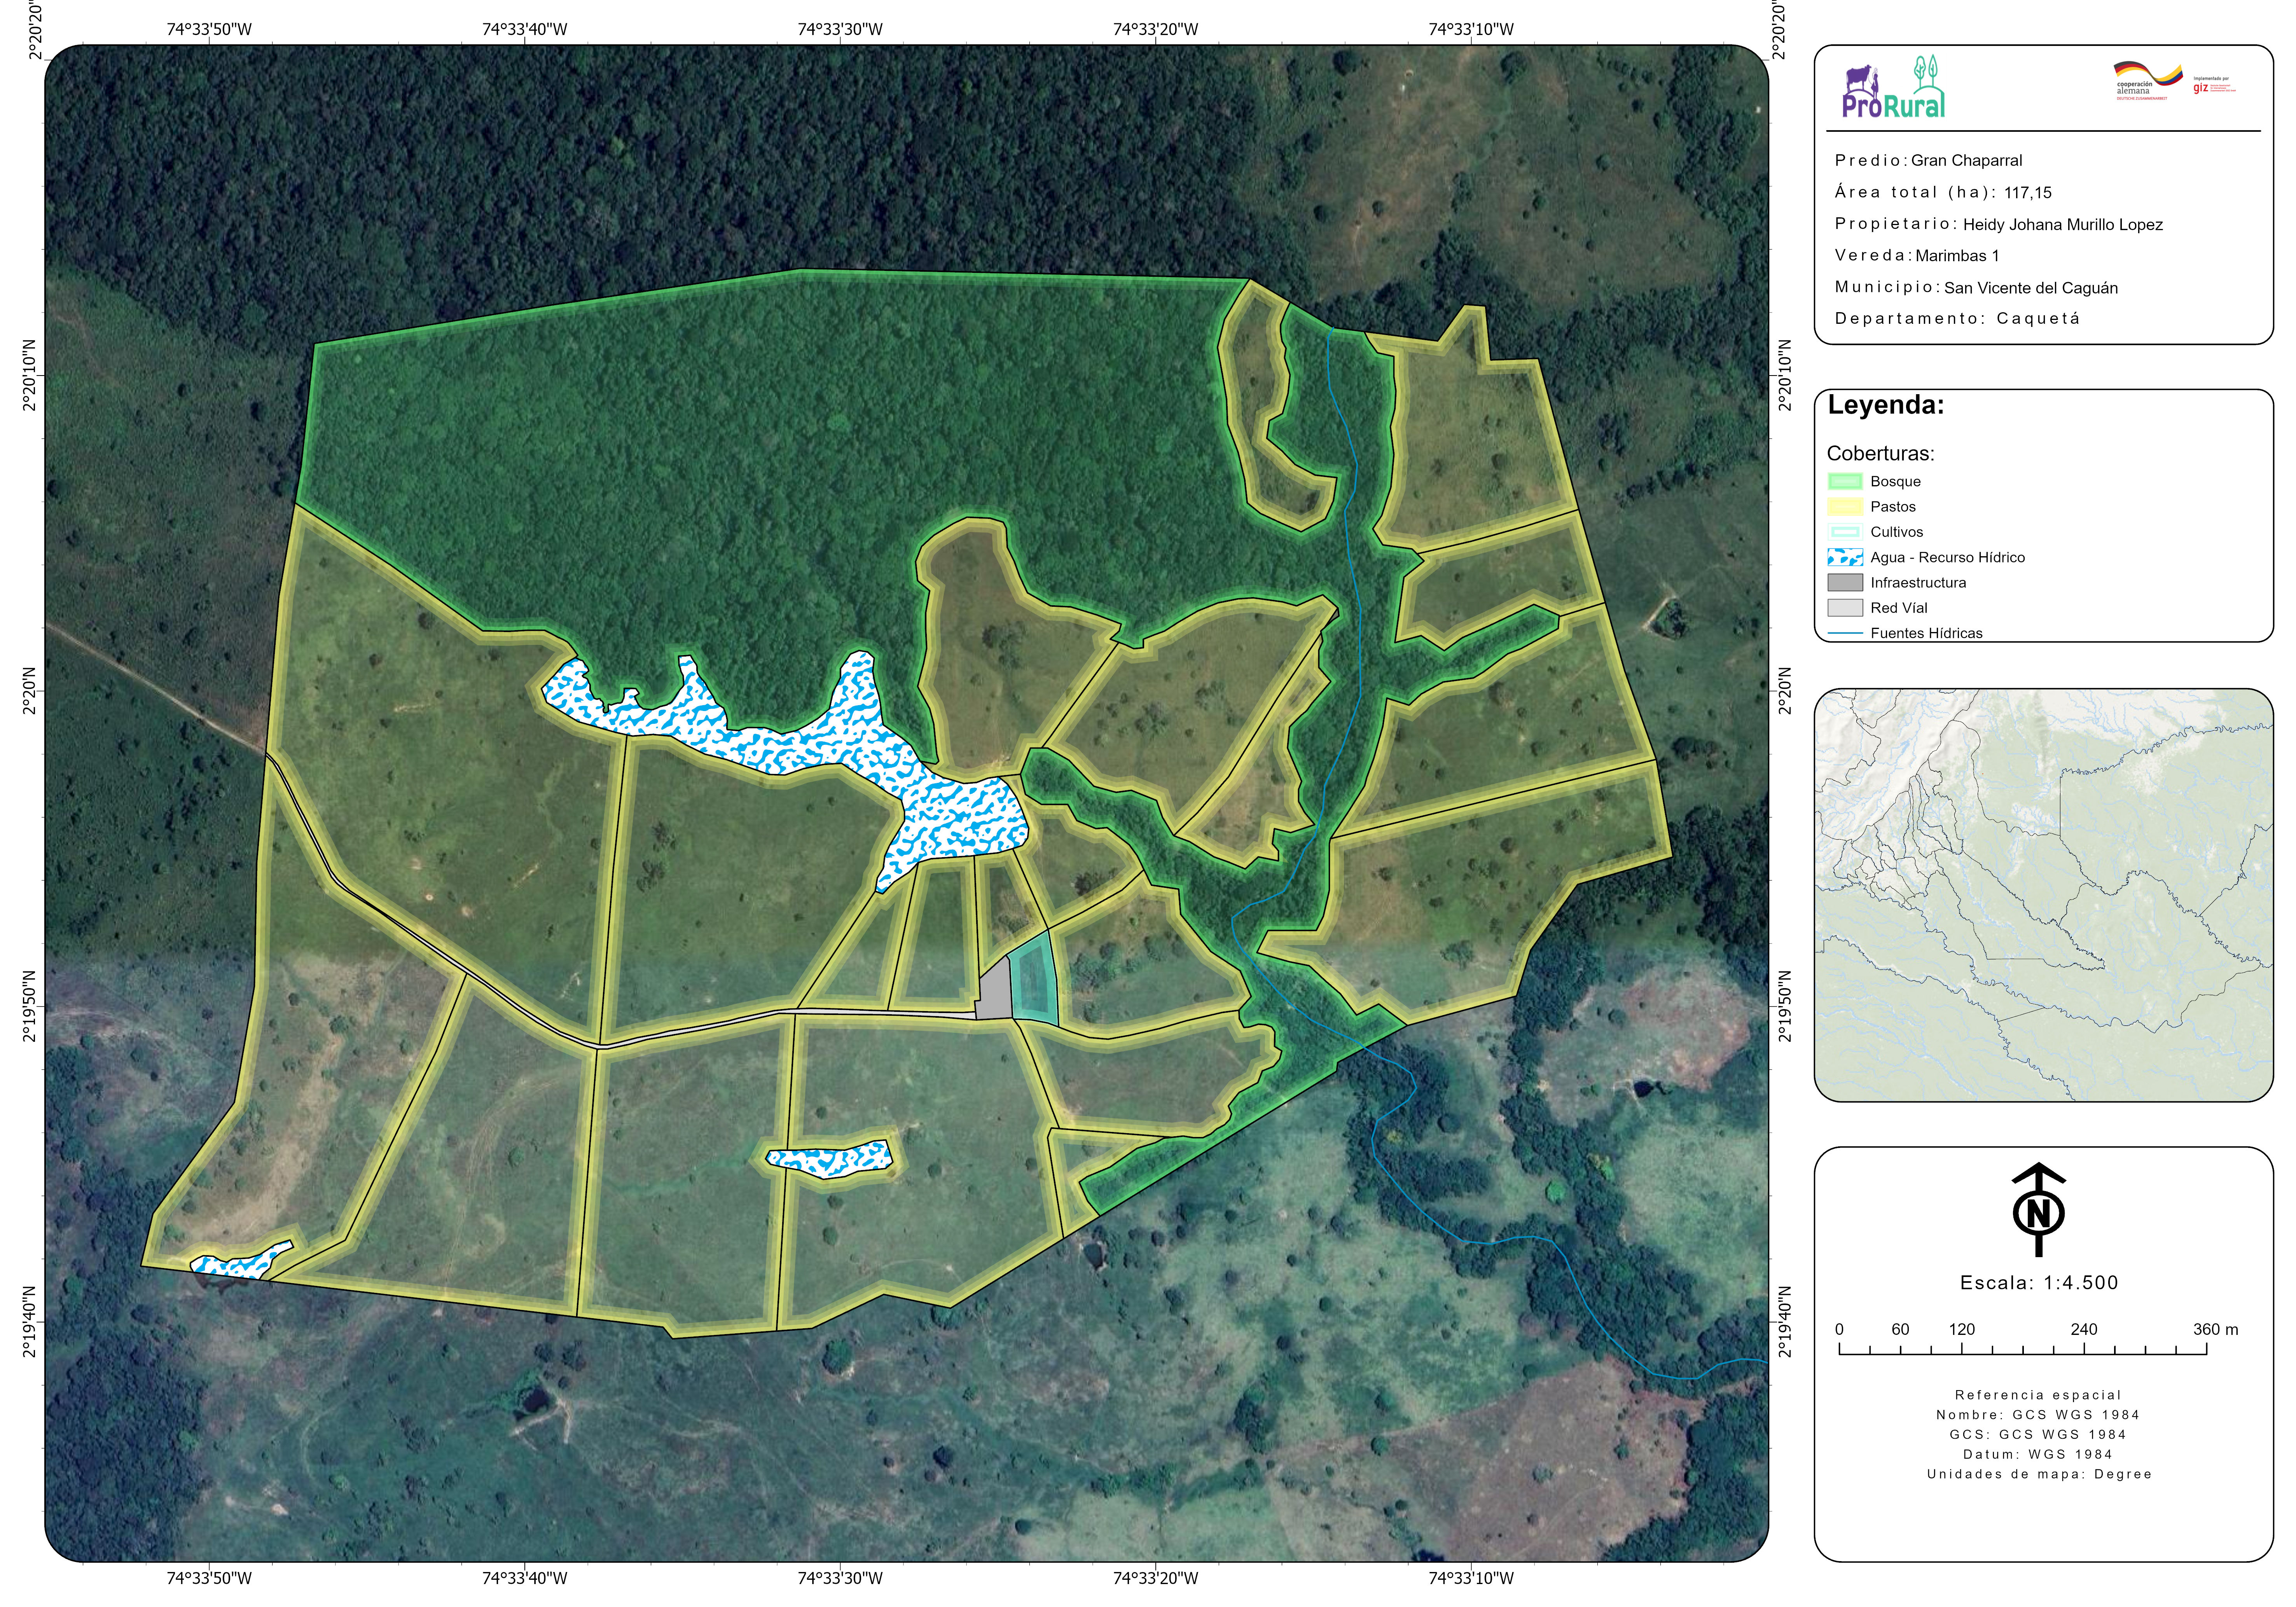 74°33'50"W 74°33'40"W 74°33'30"W 74°33'20"W 74°33'10"W
2°20'20"N
2°20'10"N
2°20'N
2°19'50"N
2°19'40"N
2°20'20"N
2°20'10"N
2°20'N
2°19'50"N
2°19'40"N
74°33'50"W 74°33'40"W 74°33'30"W 74°33'20"W 74°33'10"W
ProRural
cooperación
alemana
DEUTSCHE ZUSAMMENARBEIT
Implementada por
giz
Predio: Gran Chaparral
Área total (ha): 117,15
Propietario: Heidy Johana Murillo Lopez
Vereda: Marimbas 1
Municipio: San Vicente del Caguán
Departamento: Caquetá
Leyenda:
Coberturas:
Bosque
Pastos
Cultivos
Agua - Recurso Hídrico
Infraestructura
Red Víal
Fuentes Hídricas
N
Escala: 1:4.500
0 60 120 240 360 m
Referencia espacial
Nombre: GCS WGS 1984
GCS: GCS WGS 1984
Datum: WGS 1984
Unidades de mapa: Degree